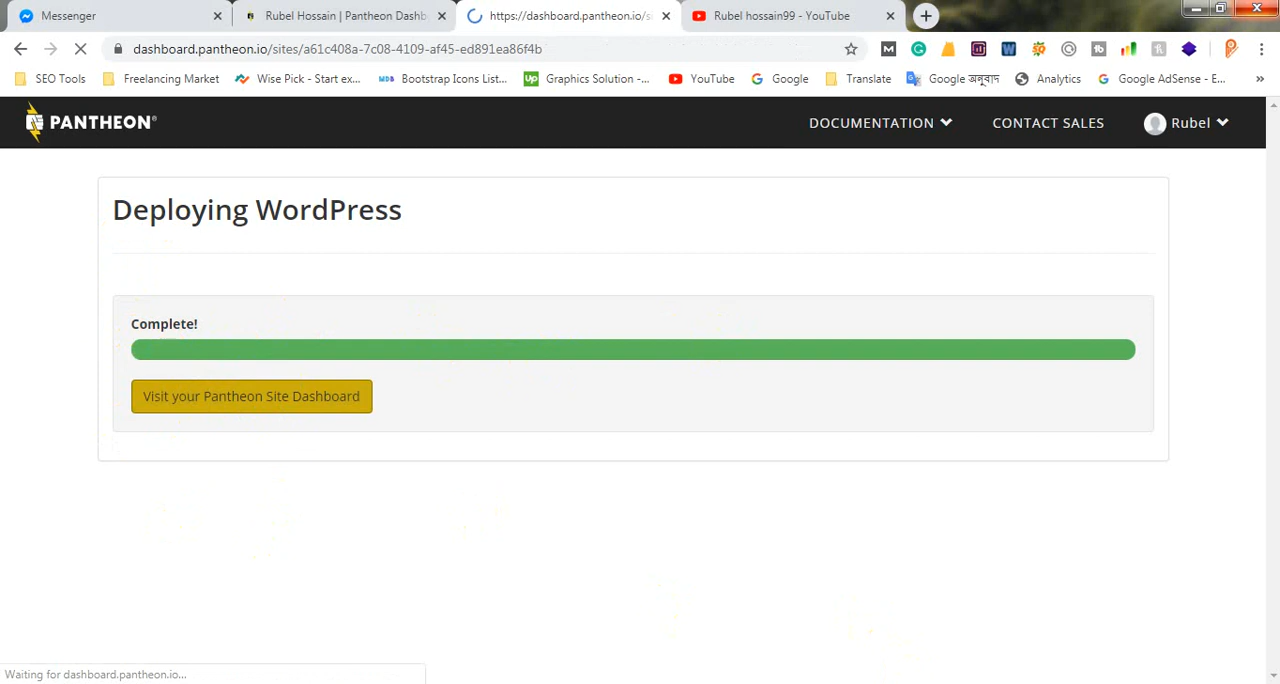 Messenger
Rubel Hossain | Pantheon Dashb
https://dashboard.pantheon.io/si
Rubel hossain99 - YouTube
dashboard.pantheon.io/sites/a61c408a-7c08-4109-af45-ed891ea86f4b
SEO Tools
Freelancing Market
Wise Pick - Start ex...
Bootstrap Icons List...
Graphics Solution -...
YouTube
Google
Translate
Google অনুবাদ
Analytics
Google AdSense - E...
PANTHEON®
DOCUMENTATION
CONTACT SALES
Rubel
Deploying WordPress
Complete!
Visit your Pantheon Site Dashboard
Waiting for dashboard.pantheon.io...